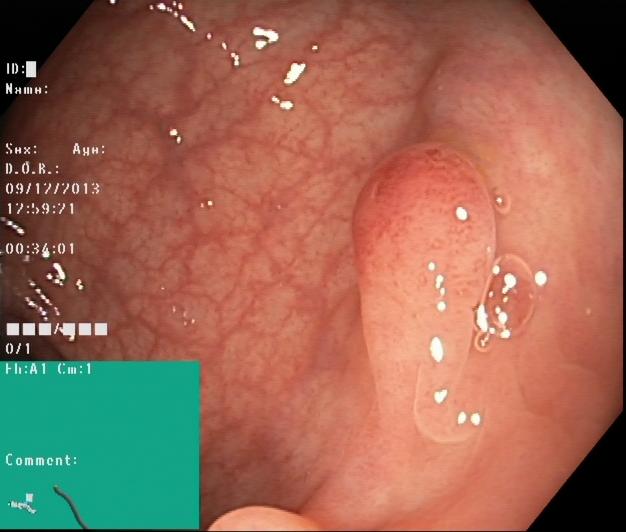 ID:
Name:
Sex: Age:
D.O.B.:
09/12/2013
12:59:21
00:34:01
0/1
Eh:A1 Cm:1
Comment: